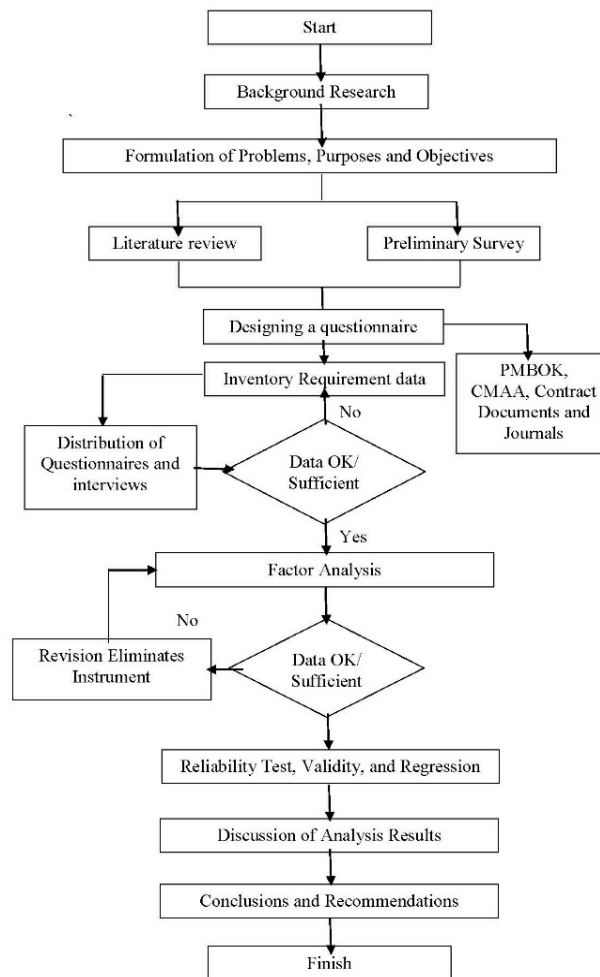 Start
Background Research
Formulation of Problems, Purposes and Objectives
Literature review
Preliminary Survey
Designing a questionnaire
PMBOK,
CMAA, Contract
Documents and
Journals
Inventory Requirement data
No
Distribution of
Questionnaires and
interviews
Data OK/
Sufficient
Yes
Factor Analysis
No
Revision Eliminates
Instrument
Data OK/
Sufficient
Reliability Test, Validity, and Regression
Discussion of Analysis Results
Conclusions and Recommendations
Finish